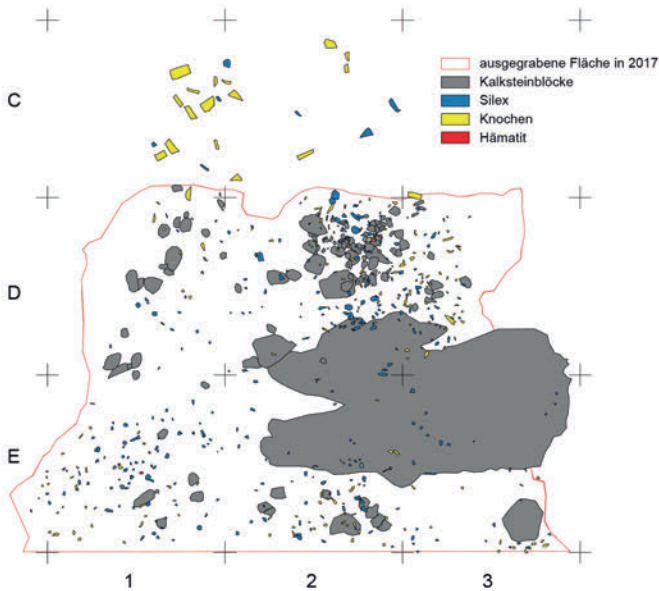 ausgegrabene Fläche in 2017
Kalksteinblöcke
Silex
Knochen
Hämatit
C
D
E
1 2 3